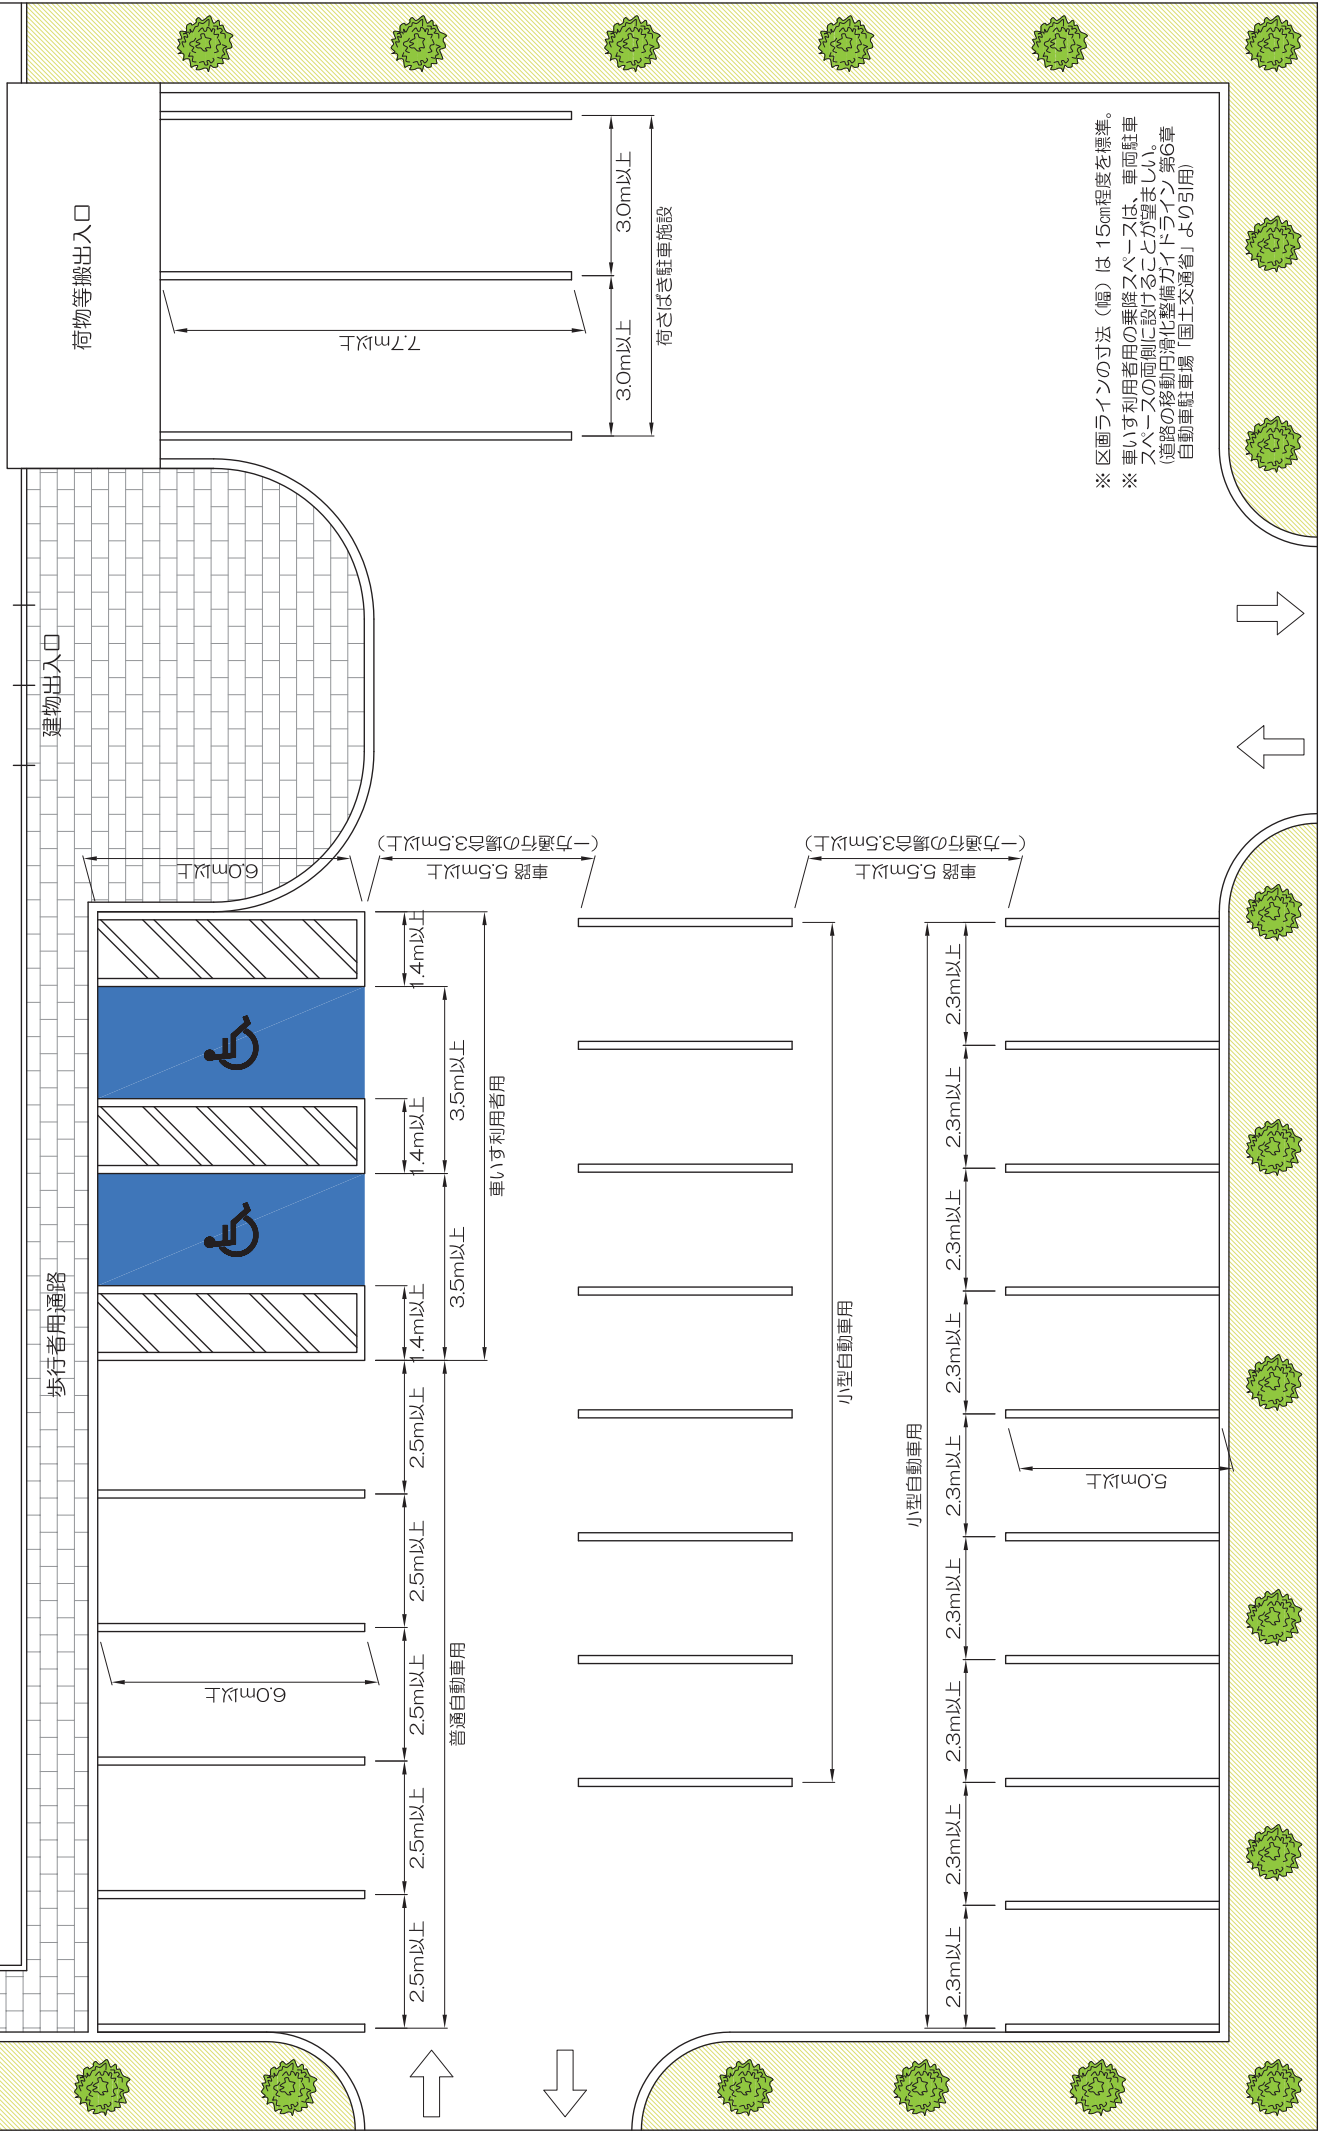 荷物等搬出入口
3.0m以上
3.0m以上
荷さばき駐車施設
7.7m以上
※ 区画ラインの寸法（幅）は 15cm程度を標準。
※ 車いす利用者用の乗降スペースは、車両駐車
スペースの両側に設けることが望ましい。
(道路の移動円滑化整備ガイドライン 第6章
自動車駐車場「国土交通省」より引用)
建物出入口
歩行者用通路
6.0m以上
車路 5.5m以上
(一方通行の場合3.5m以上)
車路 5.5m以上
(一方通行の場合3.5m以上)
1.4m以上
1.4m以上
1.4m以上
3.5m以上
3.5m以上
車いす利用者用
2.5m以上
2.5m以上
2.5m以上
2.5m以上
2.5m以上
普通自動車用
6.0m以上
小型自動車用
小型自動車用
2.3m以上
2.3m以上
2.3m以上
2.3m以上
2.3m以上
2.3m以上
2.3m以上
2.3m以上
2.3m以上
5.0m以上